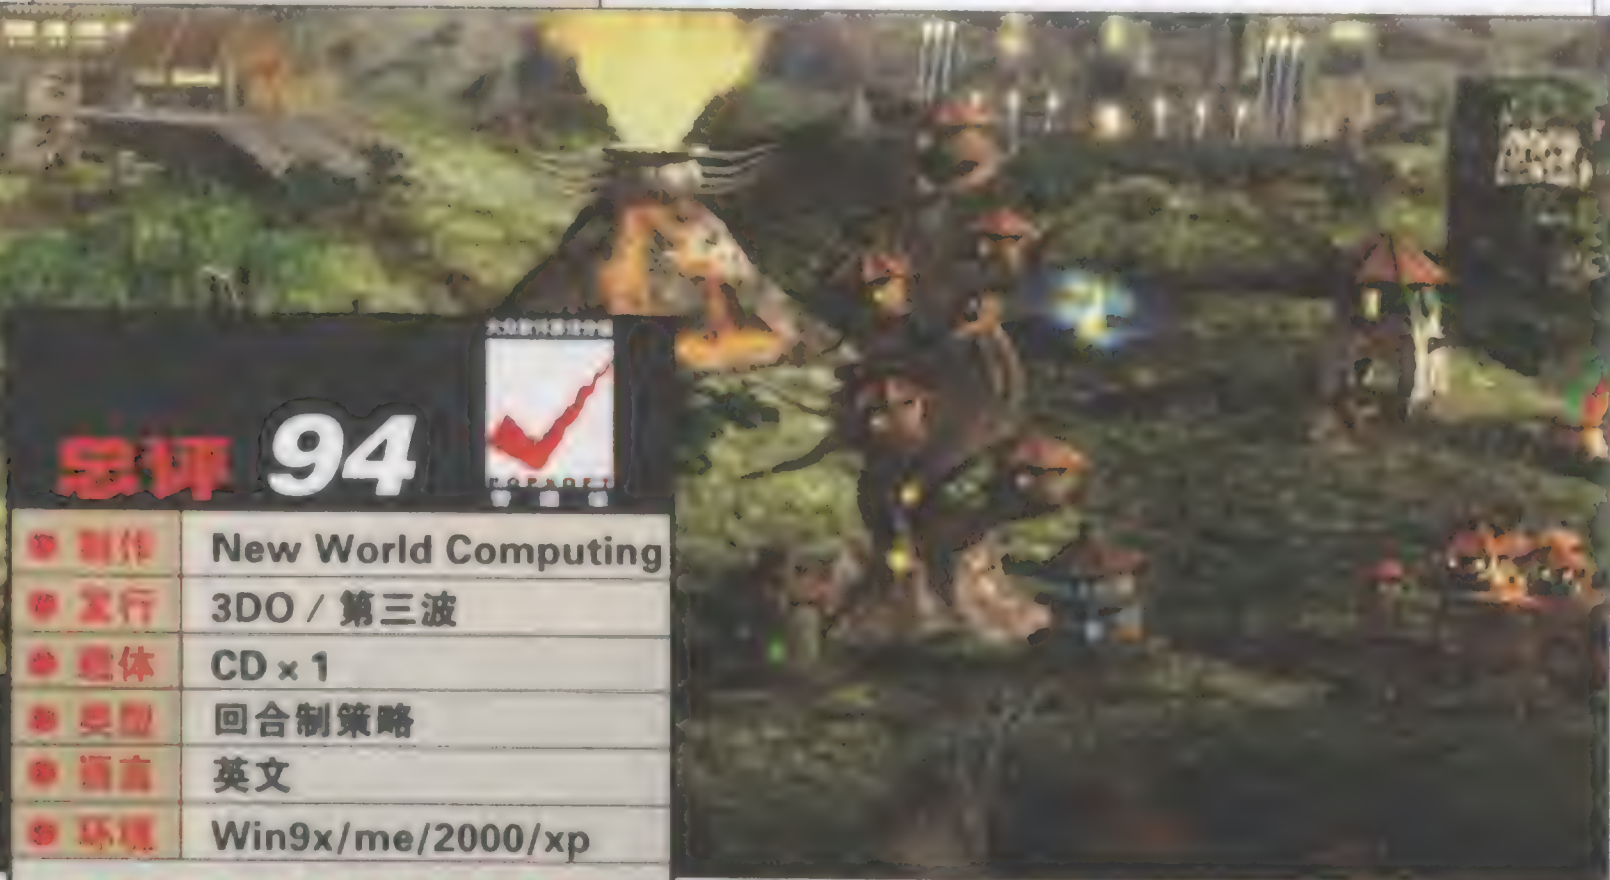 总评 94
TOPSOFT
● 制作 New World Computing
● 发行 3DO / 第三波
● 载体 CD × 1
● 类型 回合制策略
● 语言 英文
● 环境 Win9x/me/2000/xp